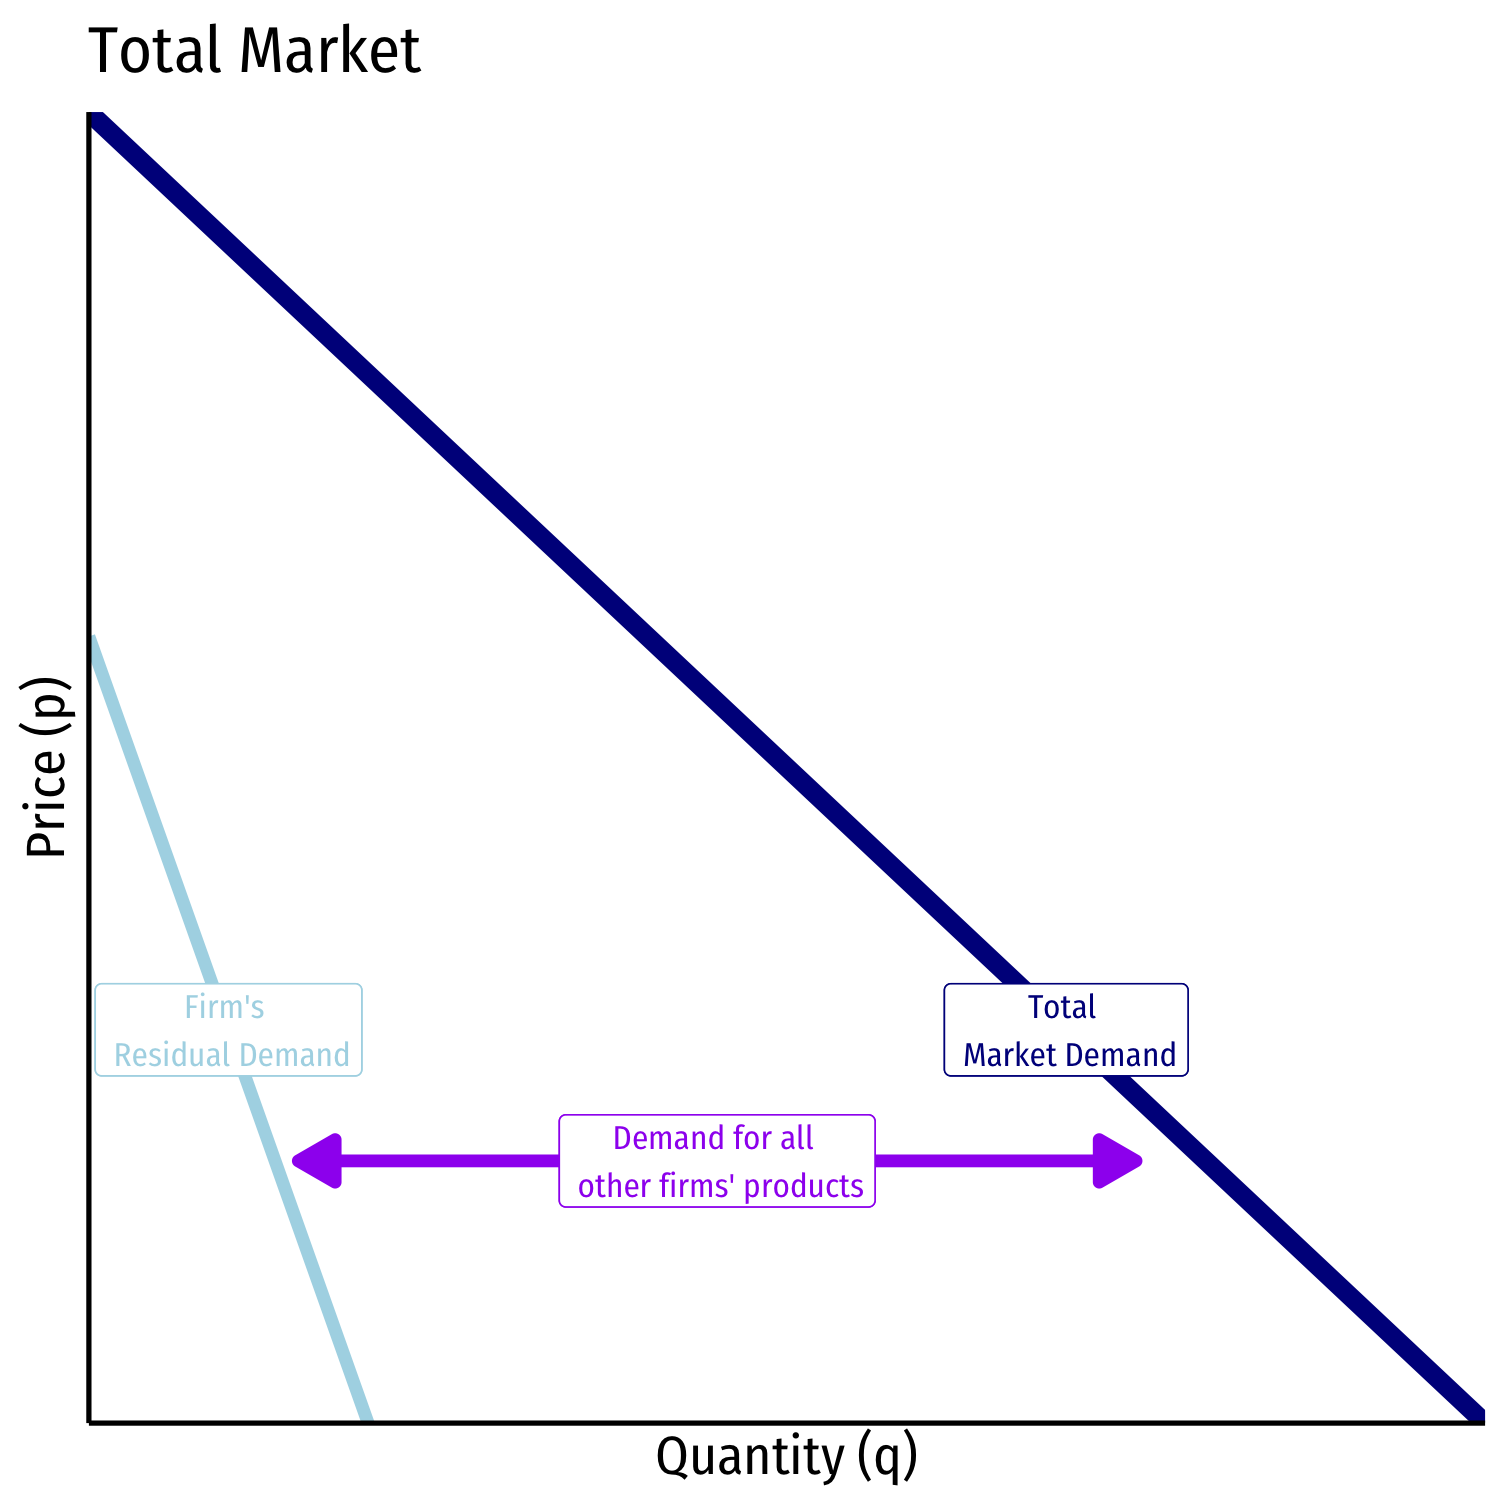 Total Market
Price (p)
Firm's
Residual Demand
Total
Market Demand
Demand for all
other firms' products
Quantity (q)